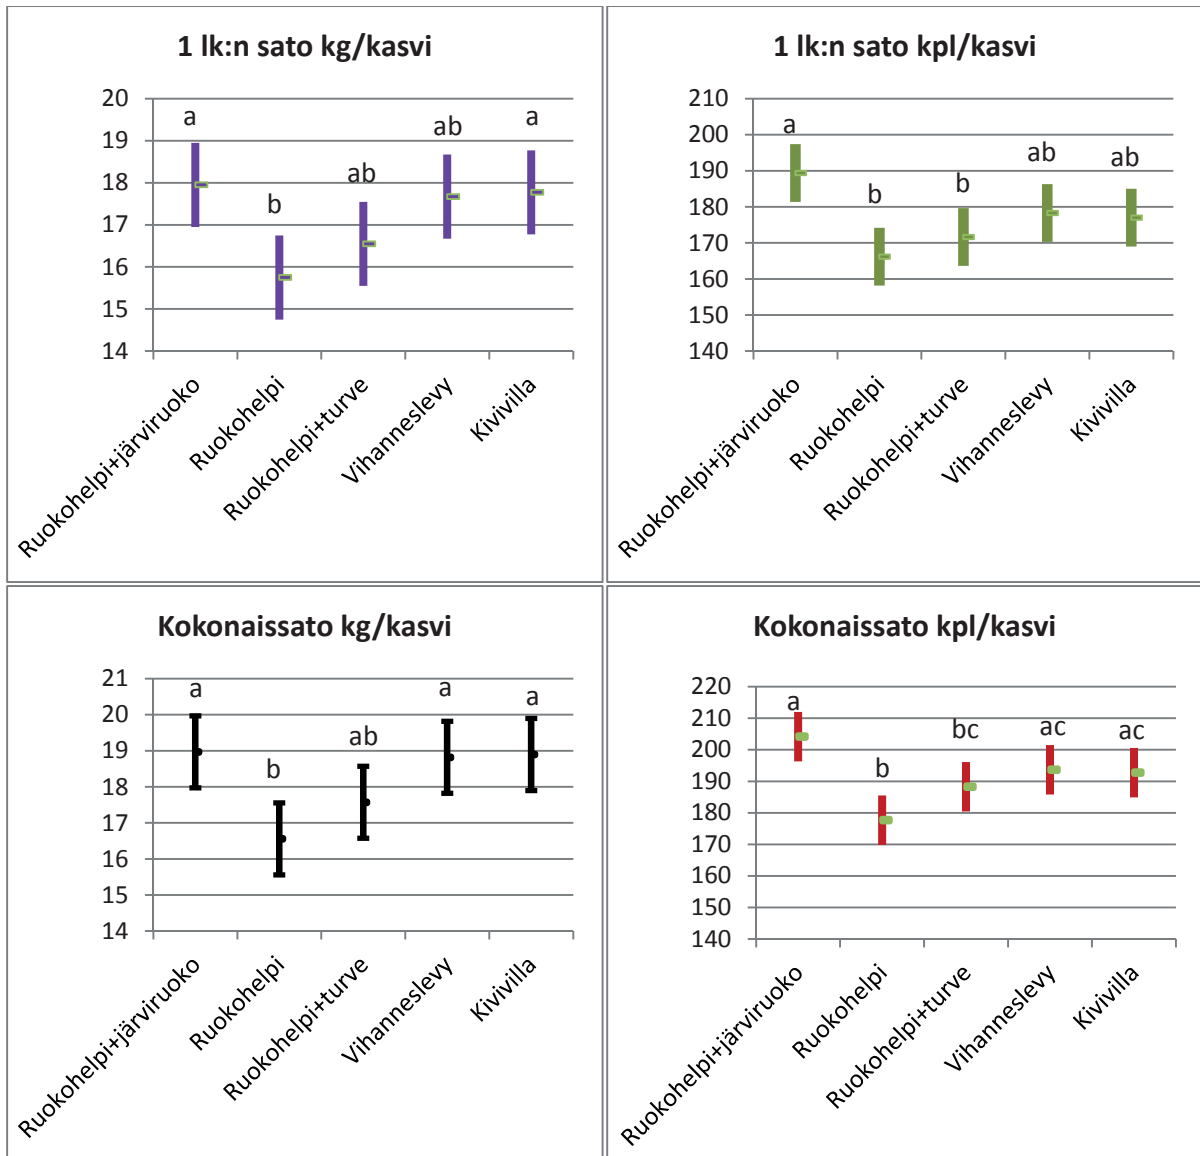 1 lk:n sato kg/kasvi
20
19
18
17
16
15
14
a
b
ab
ab
a
Ruokohelpi+järviruoko
Ruokohelpi
Ruokohelpi+turve
Vihanneslevy
Kivivilla
1 lk:n sato kpl/kasvi
210
200
190
180
170
160
150
140
a
b
b
ab
ab
Ruokohelpi+järviruoko
Ruokohelpi
Ruokohelpi+turve
Vihanneslevy
Kivivilla
Kokonaissato kg/kasvi
21
20
19
18
17
16
15
14
a
b
ab
a
a
Ruokohelpi+järviruoko
Ruokohelpi
Ruokohelpi+turve
Vihanneslevy
Kivivilla
Kokonaissato kpl/kasvi
220
210
200
190
180
170
160
150
140
a
b
bc
ac
ac
Ruokohelpi+järviruoko
Ruokohelpi
Ruokohelpi+turve
Vihanneslevy
Kivivilla